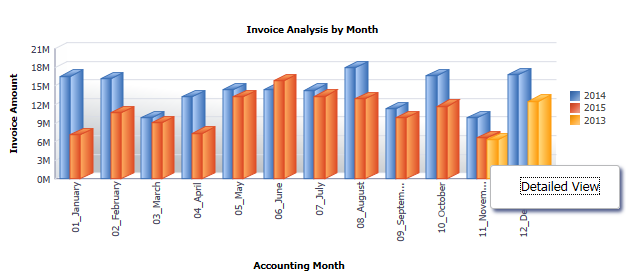 Invoice Analysis by Month
Invoice Amount
21M
18M
15M
12M
9M
6M
3M
0M
2014
2015
2013
01_January
02_February
03_March
04_April
05_May
06_June
07_July
08_August
09_Septem...
10_October
11_Novem...
12_De
Detailed View
Accounting Month